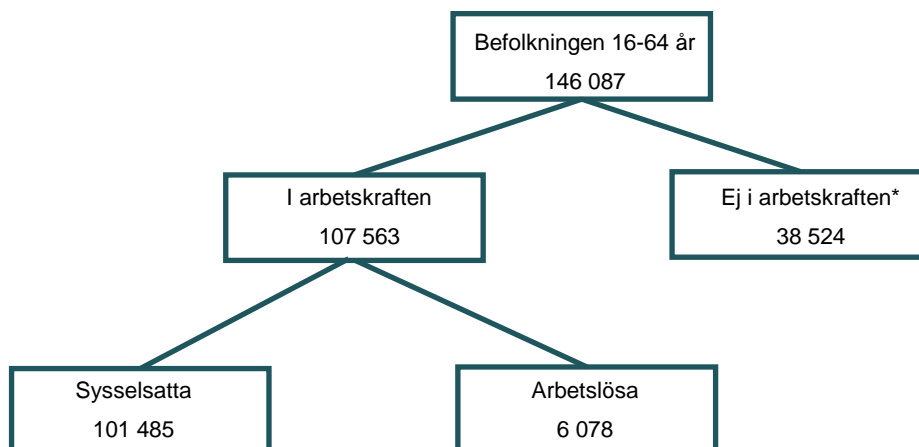 Befolkningen 16-64 år
146 087
I arbetskraften
107 563
Ej i arbetskraften*
38 524
Sysselsatta
101 485
Arbetslösa
6 078